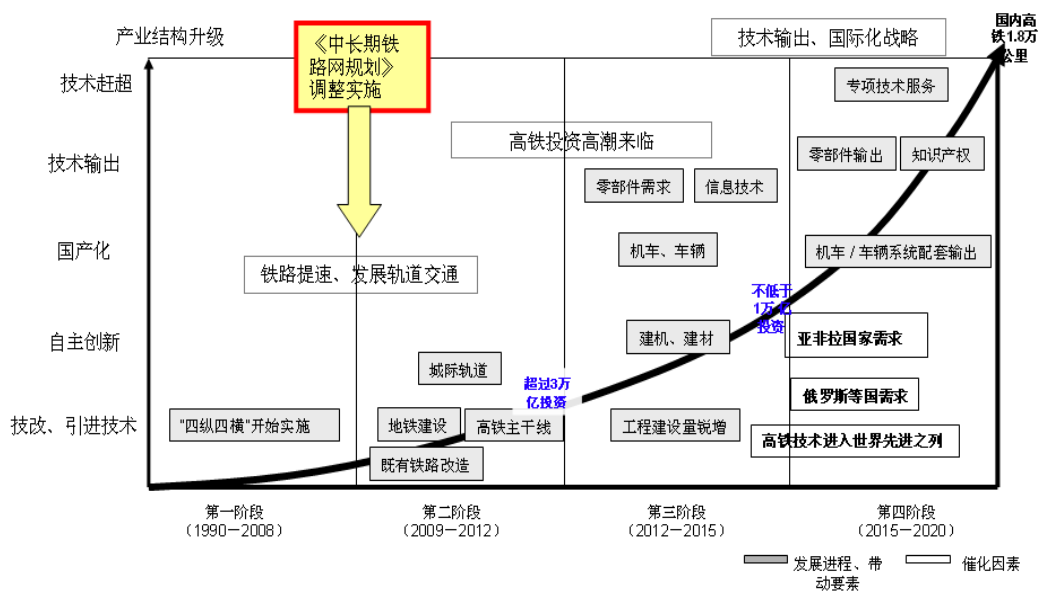 产业结构升级
技术赶超
技术输出
国产化
自主创新
技改、引进技术
《中长期铁
路网规划》
调整实施
技术输出、国际化战略
国内高
铁1.8万
公里
专项技术服务
高铁投资高潮来临
零部件输出
知识产权
零部件需求
信息技术
机车、车辆
机车/车辆系统配套输出
铁路提速、发展轨道交通
不低于
1万亿
投资
建机、建材
亚非拉国家需求
城际轨道
超过3万
亿投资
俄罗斯等国需求
"四纵四横"开始实施
地铁建设
高铁主干线
工程建设量锐增
高铁技术进入世界先进之列
既有铁路改造
第一阶段
（1990－2008）
第二阶段
（2009－2012）
第三阶段
（2012－2015）
第四阶段
（2015－2020）
发展进程、带
动要素
催化因素